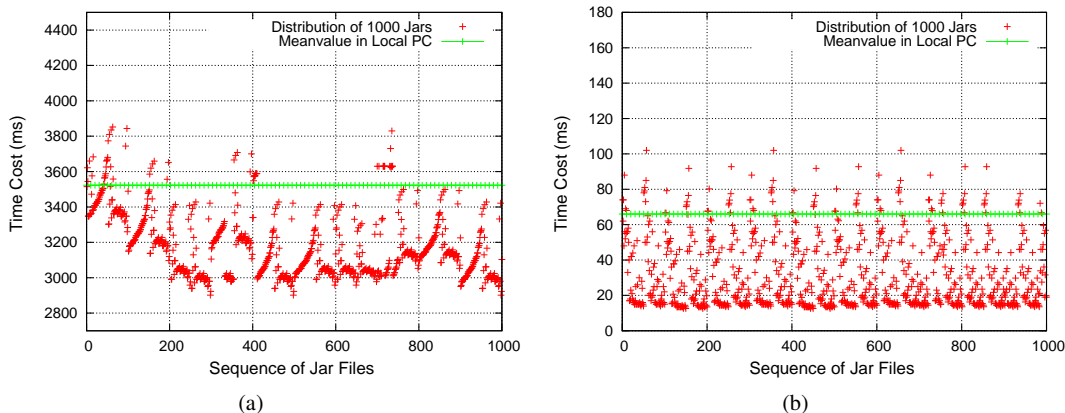 4400
4200
4000
3800
3600
3400
3200
3000
2800
Time Cost (ms)
Distribution of 1000 Jars
Meanvalue in Local PC
0 200 400 600 800 1000
Sequence of Jar Files
(a)
180
160
140
120
100
80
60
40
20
0
Time Cost (ms)
Distribution of 1000 Jars
Meanvalue in Local PC
0 200 400 600 800 1000
Sequence of Jar Files
(b)